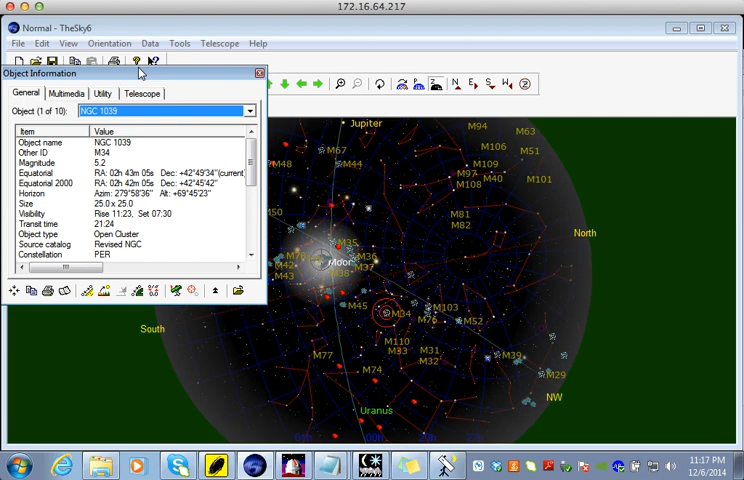 172.16.64.217
Normal - TheSky6
File Edit View Orientation Data Tools Telescope Help
Object Information
N E S W Z
General Multimedia Utility Telescope
Object (1 of 10): NGC 1039
Item Value
Object name NGC 1039
Other ID M34
Magnitude 5.2
Equatorial RA: 02h 43m 05s Dec: +42°49'34"(current)
Equatorial 2000 RA: 02h 42m 05s Dec: +42°45'42"
Horizon Azim: 279°58'36" Alt: +69°45'23"
Size 25.0 x 25.0
Visibility Rise 11:23, Set 07:30
Transit time 21:24
Object type Open Cluster
Source catalog Revised NGC
Constellation PER
Jupiter
M94
M63
M106
M51
M67
M48
M44
M109
M97
M40
M101
M108
M50
M81
M82
North
M35
M36
Moon
M37
M38
M42
M43
M45
M103
M34
M76
M52
South
M110
M33
M31
M32
M77
M39
M74
M29
NW
Uranus
01h
00h
11:17 PM
12/6/2014